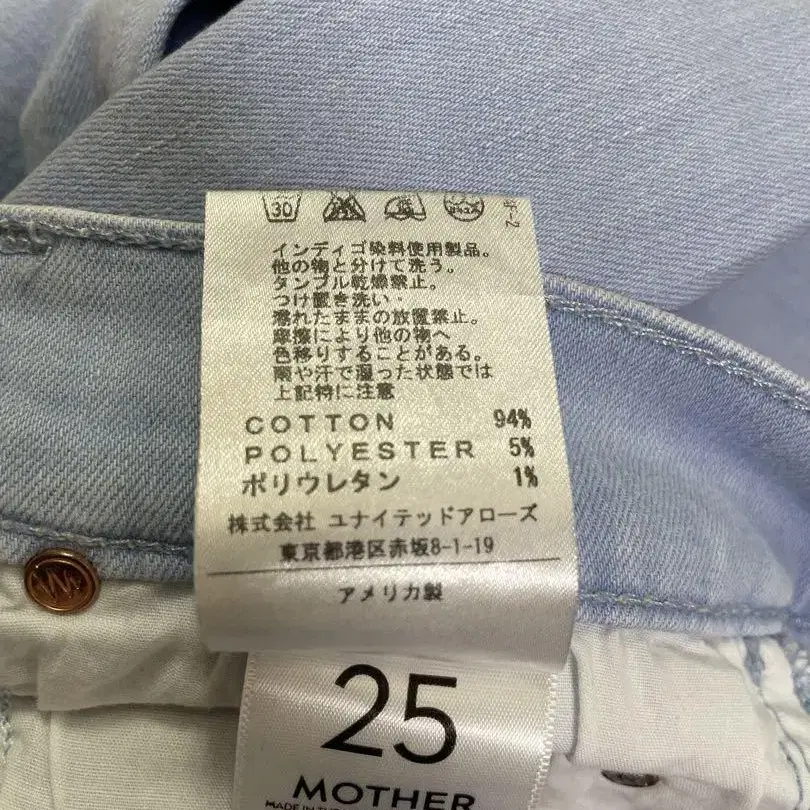 30
インディゴ染料使用製品。
他の物と分けて洗う。
タンブル乾燥禁止。
つけ置き洗い・
濡れたままの放置禁止。
摩擦により他の物へ
色移りすることがある。
雨や汗で湿った状態では
上記特に注意
COTTON 94%
POLYESTER 5%
ポリウレタン 1%
株式会社 ユナイテッドアローズ
東京都港区赤坂8-1-19
アメリカ製
25
MOTHER
MADE IN THE